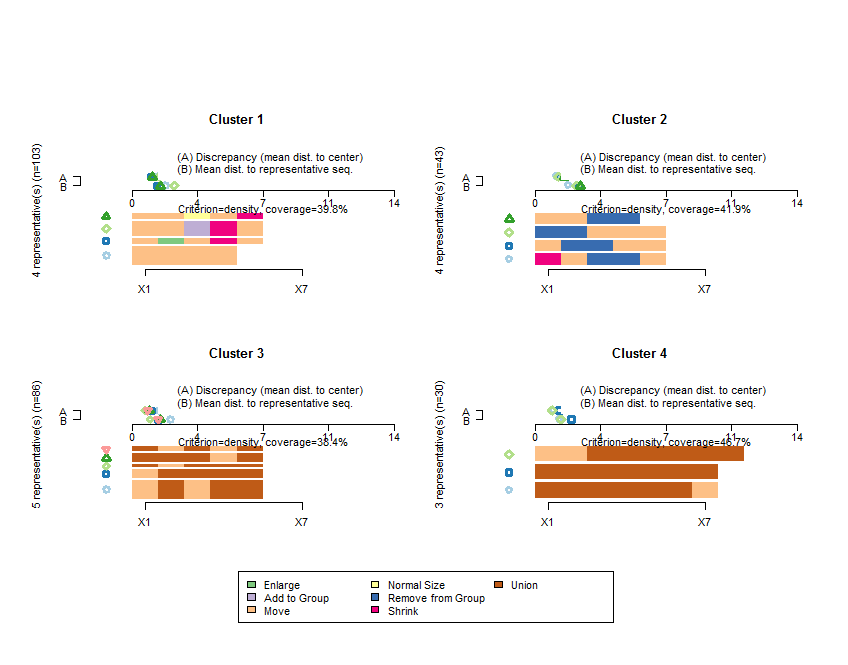 Cluster 1
4 representative(s) (n=103)
(A) Discrepancy (mean dist. to center)
(B) Mean dist. to representative seq.
A
B
0 4 7 11 14
Criterion=density, coverage=39.8%
X1 X7
Cluster 2
4 representative(s) (n=43)
(A) Discrepancy (mean dist. to center)
(B) Mean dist. to representative seq.
A
B
0 4 7 11 14
Criterion=density, coverage=41.9%
X1 X7
Cluster 3
5 representative(s) (n=86)
(A) Discrepancy (mean dist. to center)
(B) Mean dist. to representative seq.
A
B
0 4 7 11 14
Criterion=density, coverage=38.4%
X1 X7
Cluster 4
3 representative(s) (n=30)
(A) Discrepancy (mean dist. to center)
(B) Mean dist. to representative seq.
A
B
0 4 7 11 14
Criterion=density, coverage=46.7%
X1 X7
Enlarge Normal Size Union
Add to Group Remove from Group
Move Shrink